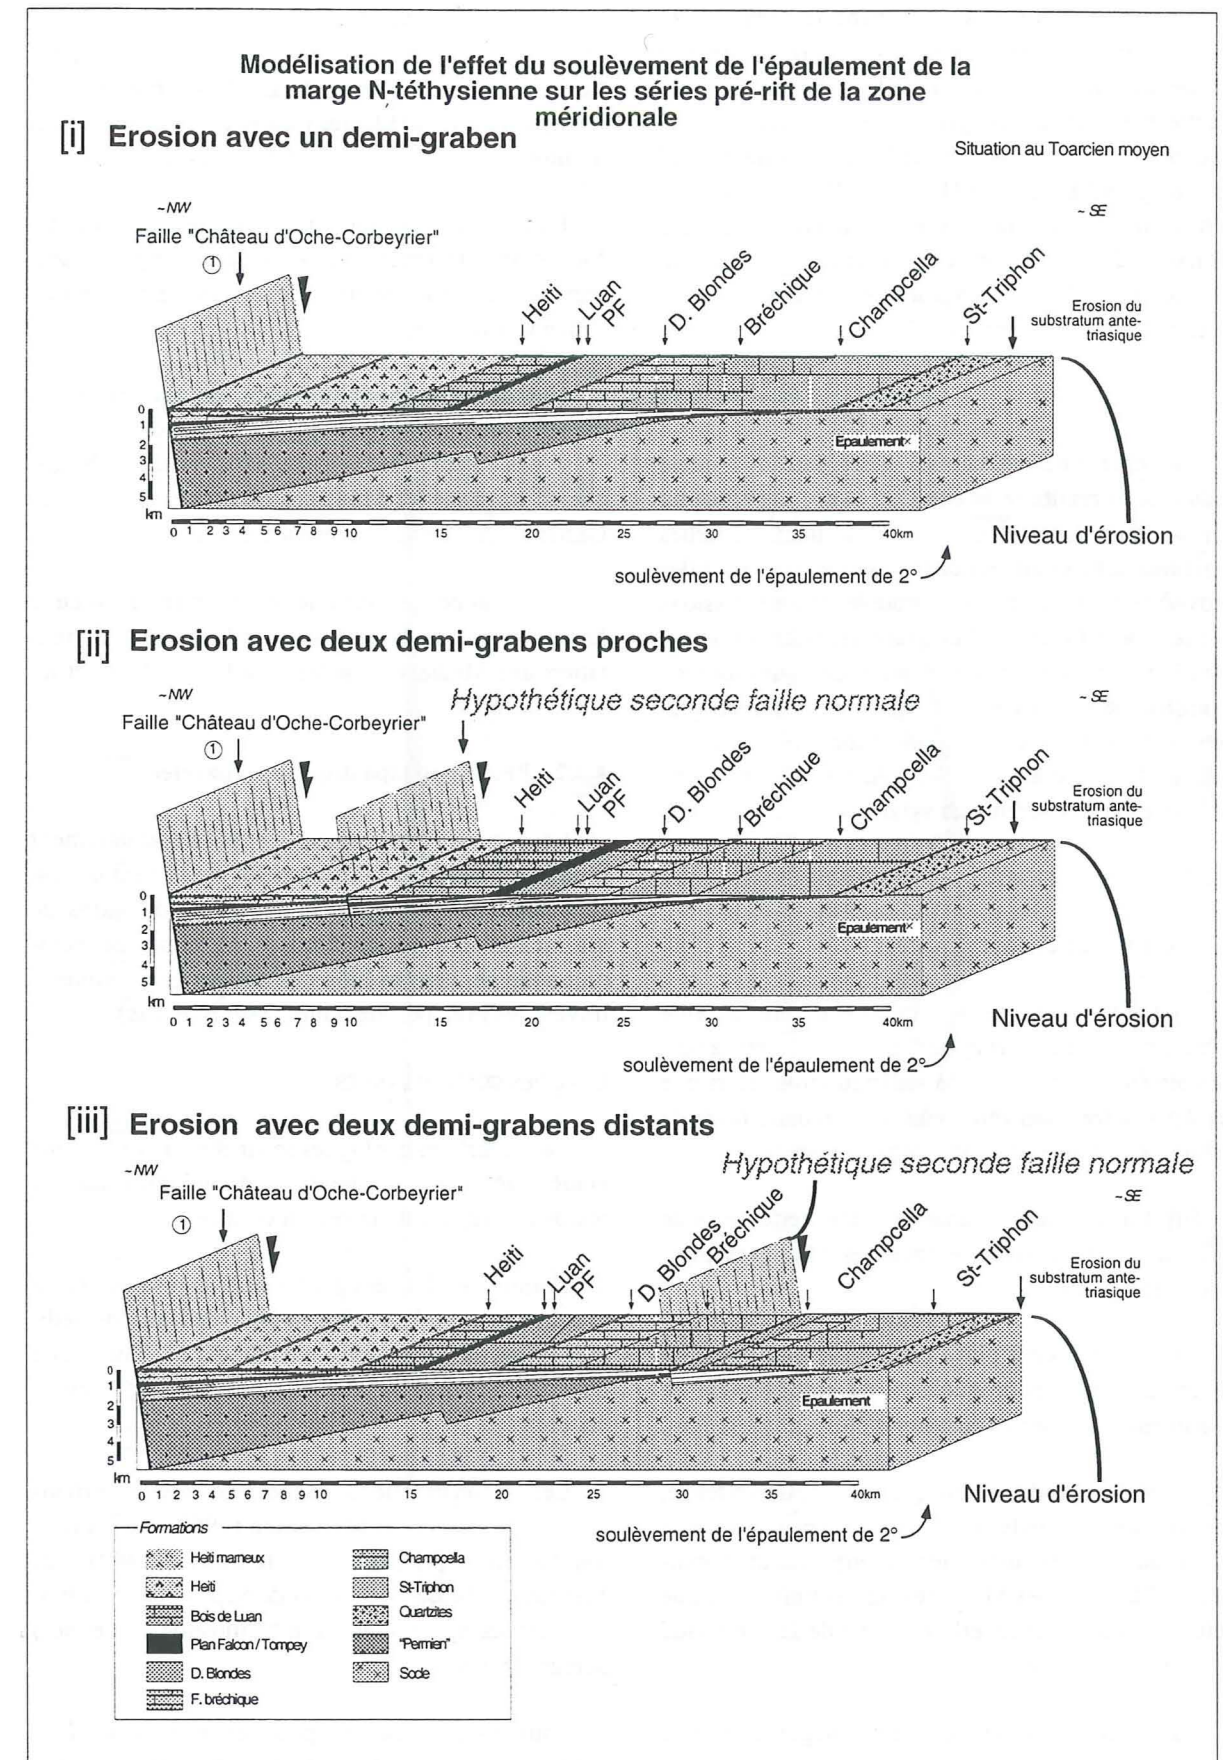 Modélisation de l'effet du soulèvement de l'épaulement de la
marge N-téthysienne sur les séries pré-rift de la zone
méridionale
[i] Erosion avec un demi-graben
Situation au Toarcien moyen
~NW
~ SE
Faille "Château d'Oche-Corbeyrier"
1
Heiti
Luan
PF
D. Blondes
Bréchique
Champcella
St-Triphon
Erosion du
substratum ante-
triasique
0
1
2
3
4
5
km
Epaulement
0 1 2 3 4 5 6 7 8 9 10 15 20 25 30 35 40km
Niveau d'érosion
soulèvement de l'épaulement de 2°
[ii] Erosion avec deux demi-grabens proches
~NW
Hypothétique seconde faille normale
~ SE
Faille "Château d'Oche-Corbeyrier"
1
Heiti
Luan
PF
D. Blondes
Bréchique
Champcella
St-Triphon
Erosion du
substratum ante-
triasique
0
1
2
3
4
5
km
Epaulement
0 1 2 3 4 5 6 7 8 9 10 15 20 25 30 35 40km
Niveau d'érosion
soulèvement de l'épaulement de 2°
[iii] Erosion avec deux demi-grabens distants
~NW
Hypothétique seconde faille normale
~SE
Faille "Château d'Oche-Corbeyrier"
1
Heiti
Luan
PF
D. Blondes
Bréchique
Champcella
St-Triphon
Erosion du
substratum ante-
triasique
0
1
2
3
4
5
km
Epaulement
0 1 2 3 4 5 6 7 8 9 10 15 20 25 30 35 40km
Niveau d'érosion
soulèvement de l'épaulement de 2°
Formations
Heiti marneux
Heiti
Bois de Luan
Plan Falcon / Tompey
D. Blondes
F. bréchique
Champcella
St-Triphon
Quartzites
"Permien"
Socle